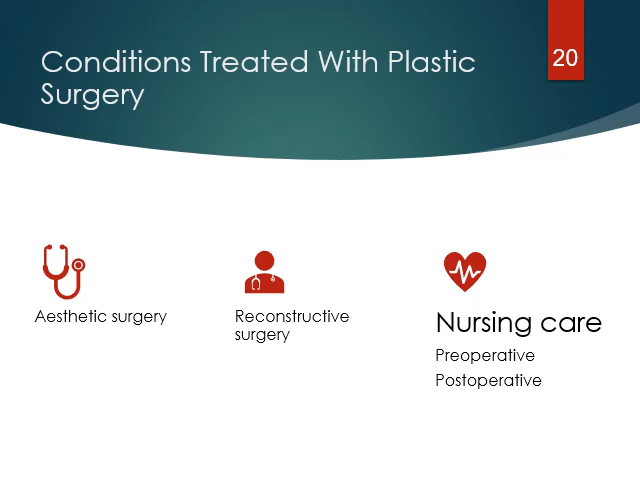 Conditions Treated With Plastic
Surgery
20
Aesthetic surgery
Reconstructive
surgery
Nursing care
Preoperative
Postoperative